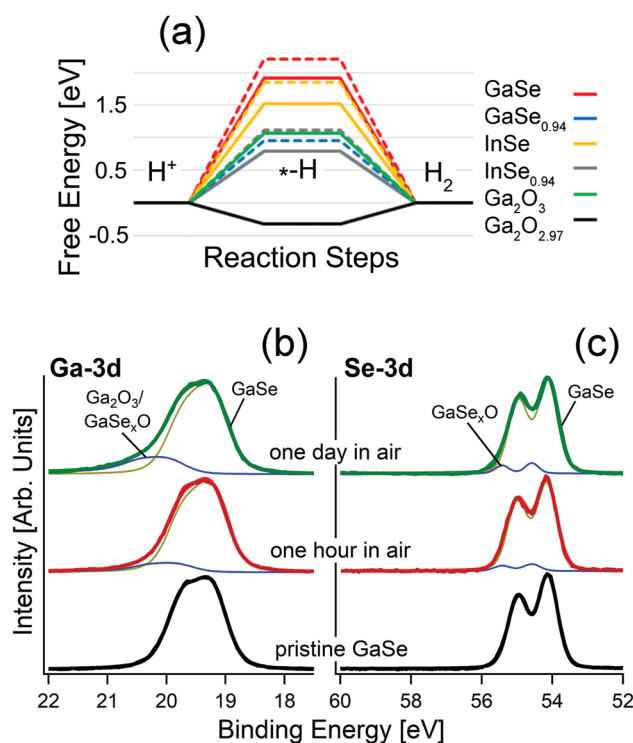 (a)
Free Energy [eV]
1.5
0.5
-0.5
H⁺
*-H
H₂
Reaction Steps
GaSe
GaSe₀.₉₄
InSe
InSe₀.₉₄
Ga₂O₃
Ga₂O₂.₉₇
(b)
(c)
Ga-3d
Se-3d
Ga₂O₃/
GaSeₓO
GaSe
GaSeₓO
GaSe
one day in air
one hour in air
pristine GaSe
Intensity [Arb. Units]
22 21 20 19 18
60 58 56 54 52
Binding Energy [eV]